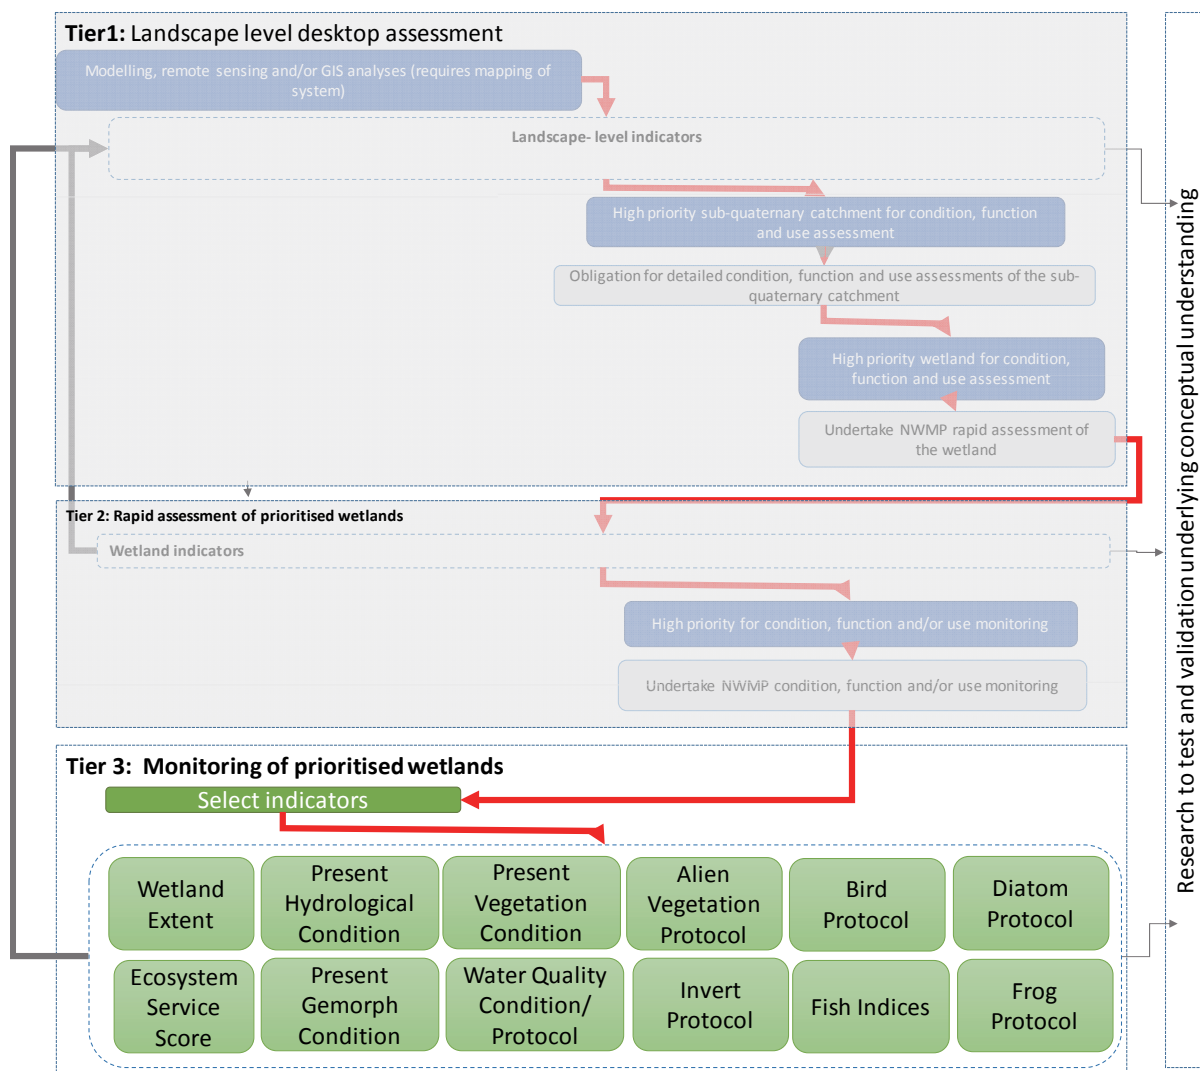 Tier1: Landscape level desktop assessment
Modelling, remote sensing and/or GIS analyses (requires mapping of
system)
Landscape- level indicators
High priority sub-quaternary catchment for condition, function
and use assessment
Obligation for detailed condition, function and use assessments of the sub-
quaternary catchment
High priority wetland for condition,
function and use assessment
Undertake NWMP rapid assessment of
the wetland
Tier 2: Rapid assessment of prioritised wetlands
Wetland indicators
High priority for condition, function and/or use monitoring
Undertake NWMP condition, function and/or use monitoring
Tier 3: Monitoring of prioritised wetlands
Select indicators
Wetland
Extent
Present
Hydrological
Condition
Present
Vegetation
Condition
Alien
Vegetation
Protocol
Bird
Protocol
Diatom
Protocol
Ecosystem
Service
Score
Present
Gemorph
Condition
Water Quality
Condition/
Protocol
Invert
Protocol
Fish Indices
Frog
Protocol
Research to test and validation underlying conceptual understanding